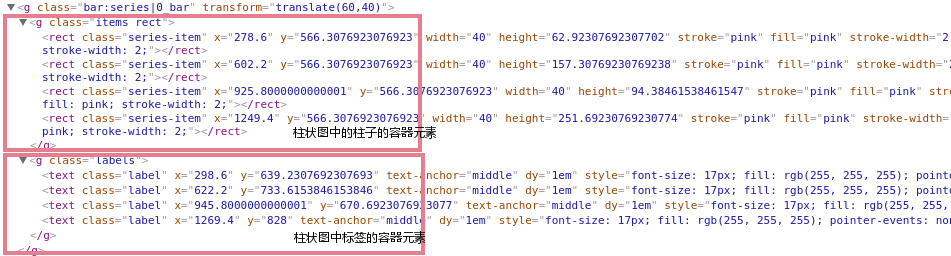 ▼<g class="bar:series|0_bar" transform="translate(60,40)">
▼<g class="items rect">
<rect class="series-item" x="278.6" y="566.3076923076923" width="40" height="62.92307692307702" stroke="pink" fill="pink" stroke-width="2
stroke-width: 2;"></rect>
<rect class="series-item" x="602.2" y="566.3076923076923" width="40" height="157.30769230769238" stroke="pink" fill="pink" stroke-width="
stroke-width: 2;"></rect>
<rect class="series-item" x="925.8000000000001" y="566.3076923076923" width="40" height="94.38461538461547" stroke="pink" fill="pink" stro
fill: pink; stroke-width: 2;"></rect>
<rect class="series-item" x="1249.4" y="566.3076923076923" width="40" height="251.69230769230774" stroke="pink" fill="pink" stroke-width=
pink; stroke-width: 2;"></rect>
柱状图中的柱子的容器元素
</g>
▼<g class="labels">
<text class="label" x="298.6" y="639.2307692307693" text-anchor="middle" dy="1em" style="font-size: 17px; fill: rgb(255, 255, 255); pointe
<text class="label" x="622.2" y="733.6153846153846" text-anchor="middle" dy="1em" style="font-size: 17px; fill: rgb(255, 255, 255); pointe
<text class="label" x="945.8000000000001" y="670.6923076923077" text-anchor="middle" dy="1em" style="font-size: 17px; fill: rgb(255, 255,
<text class="label" x="1269.4" y="828" text-anchor="middle" dy="1em" style="font-size: 17px; fill: rgb(255, 255, 255); pointer-events: non
</g>
柱状图中标签的容器元素
</g>